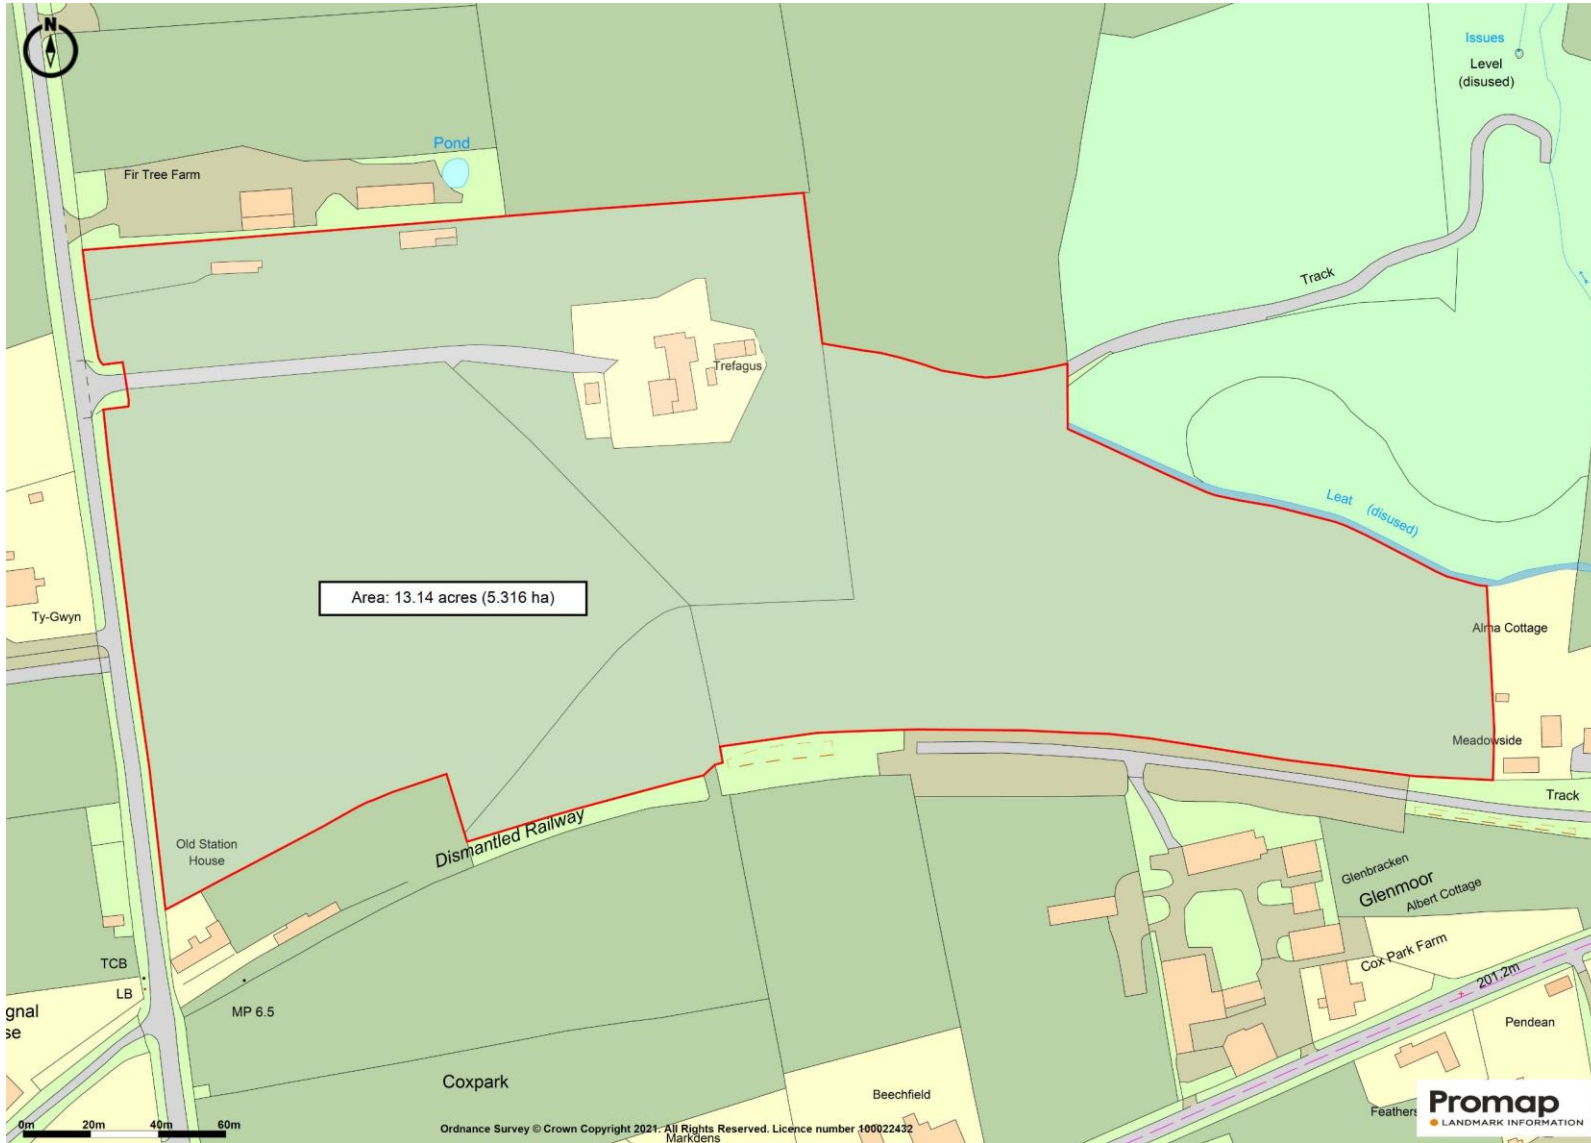 N
Issues
Level
(disused)
Pond
Fir Tree Farm
Track
Trefagus
Leat (disused)
Area: 13.14 acres (5.316 ha)
Ty-Gwyn
Alma Cottage
Meadowside
Track
Old Station
House
Dismantled Railway
Glenbracken
Glenmoor
Albert Cottage
Cox Park Farm
TCB
LB
201.2m
gnal
se
MP 6.5
Pendean
Coxpark
Beechfield
Feathers
Promap
LANDMARK INFORMATION
0m 20m 40m 60m
Ordnance Survey © Crown Copyright 2021. All Rights Reserved. Licence number 100022432
Markdens